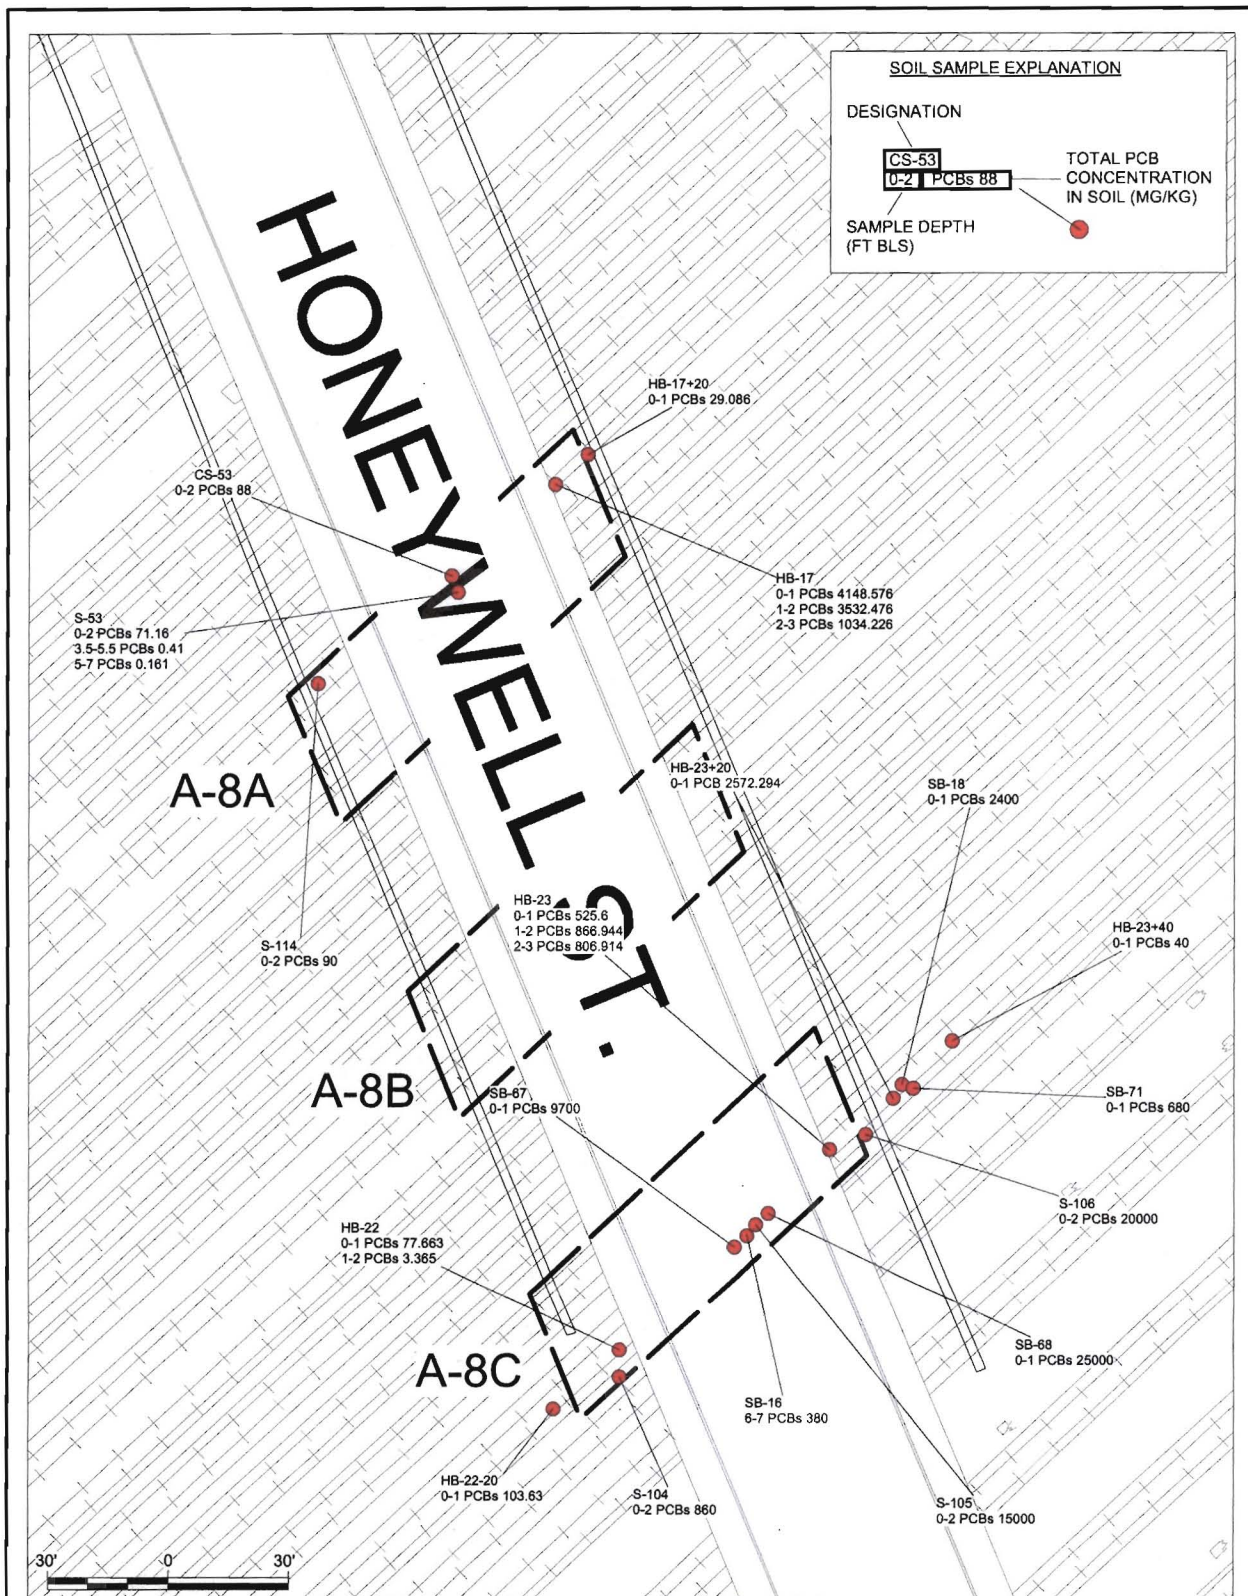 SOIL SAMPLE EXPLANATION
DESIGNATION
CS-53
0-2 PCBs 88
TOTAL PCB
CONCENTRATION
IN SOIL (MG/KG)
SAMPLE DEPTH
(FT BLS)
HONEYWELL ST.
HB-17+20
0-1 PCBs 29.086
CS-53
0-2 PCBs 88
HB-17
0-1 PCBs 4148.576
1-2 PCBs 3532.476
2-3 PCBs 1034.226
S-53
0-2 PCBs 71.16
3.5-5.5 PCBs 0.41
5-7 PCBs 0.161
A-8A
HB-23+20
0-1 PCB 2572.294
SB-18
0-1 PCBs 2400
HB-23
0-1 PCBs 525.6
1-2 PCBs 866.944
2-3 PCBs 806.914
S-114
0-2 PCBs 90
HB-23+40
0-1 PCBs 40
A-8B
SB-67
0-1 PCBs 9700
SB-71
0-1 PCBs 680
S-106
0-2 PCBs 20000
HB-22
0-1 PCBs 77.663
1-2 PCBs 3.365
SB-68
0-1 PCBs 25000
A-8C
SB-16
6-7 PCBs 380
HB-22-20
0-1 PCBs 103.63
S-104
0-2 PCBs 860
S-105
0-2 PCBs 15000
30' 0 30'